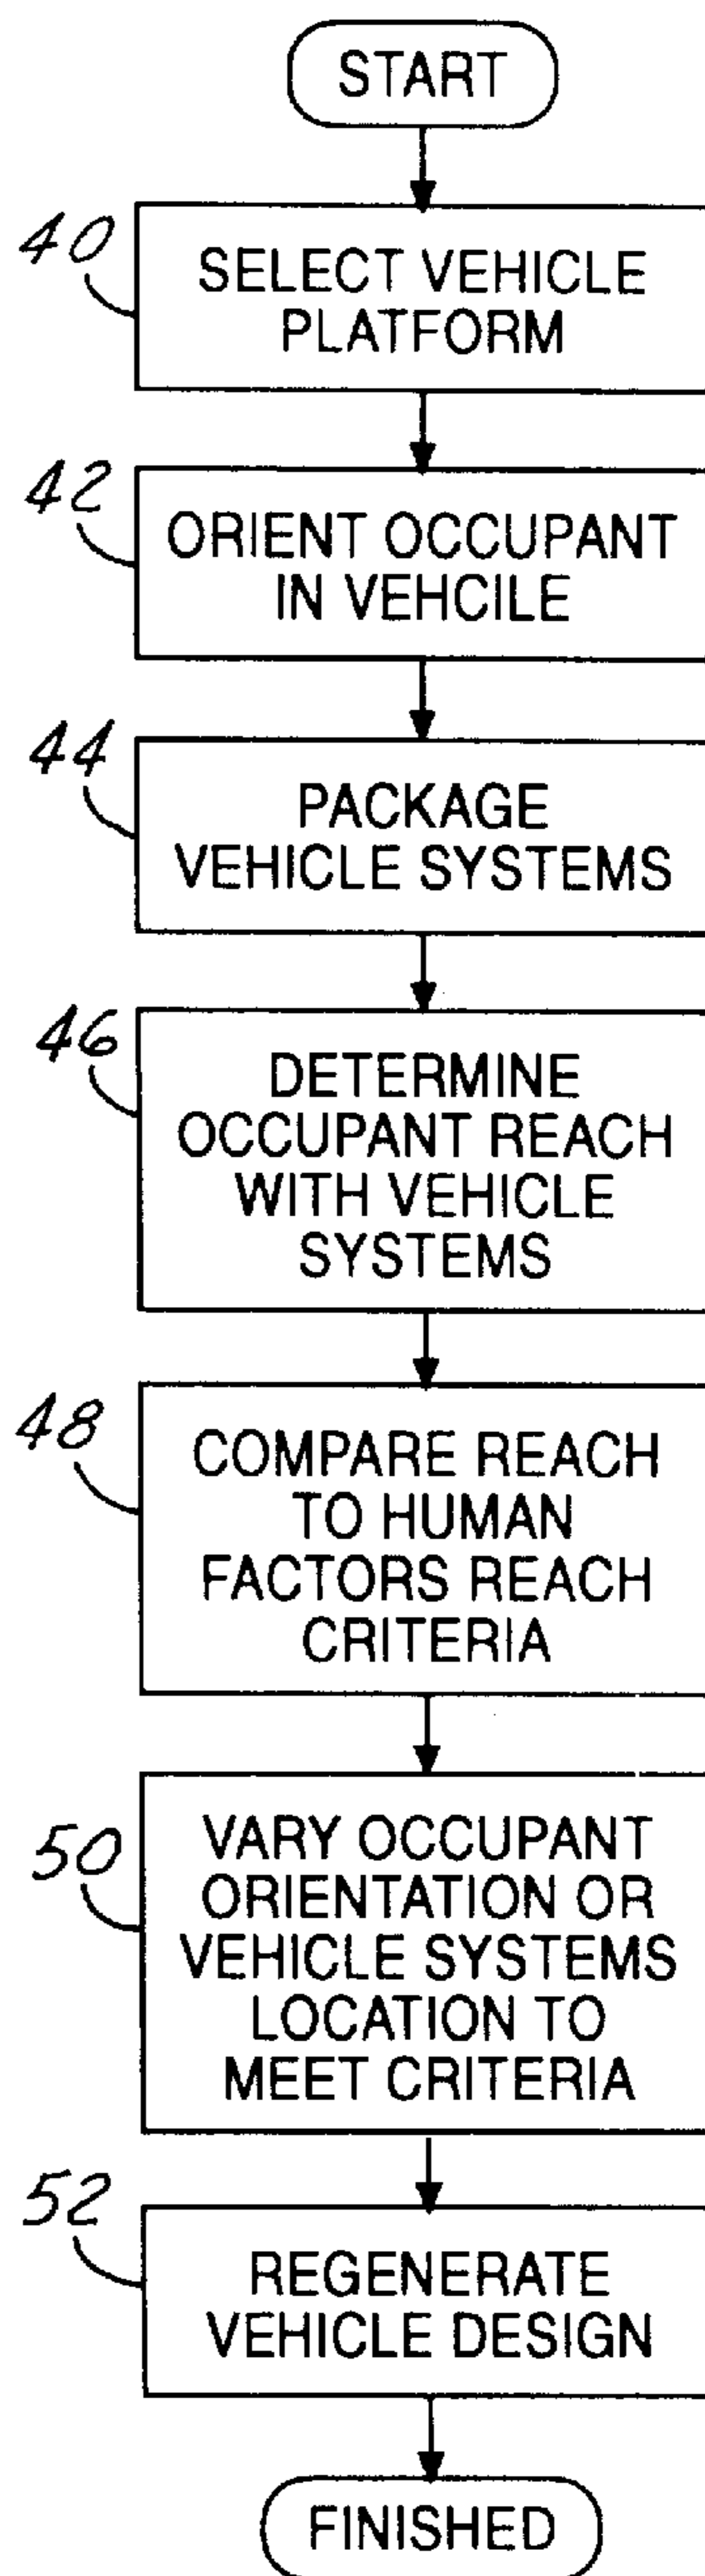 START
40
SELECT VEHICLE
PLATFORM
42
ORIENT OCCUPANT
IN VEHCILE
44
PACKAGE
VEHICLE SYSTEMS
46
DETERMINE
OCCUPANT REACH
WITH VEHICLE
SYSTEMS
48
COMPARE REACH
TO HUMAN
FACTORS REACH
CRITERIA
50
VARY OCCUPANT
ORIENTATION OR
VEHICLE SYSTEMS
LOCATION TO
MEET CRITERIA
52
REGENERATE
VEHICLE DESIGN
FINISHED